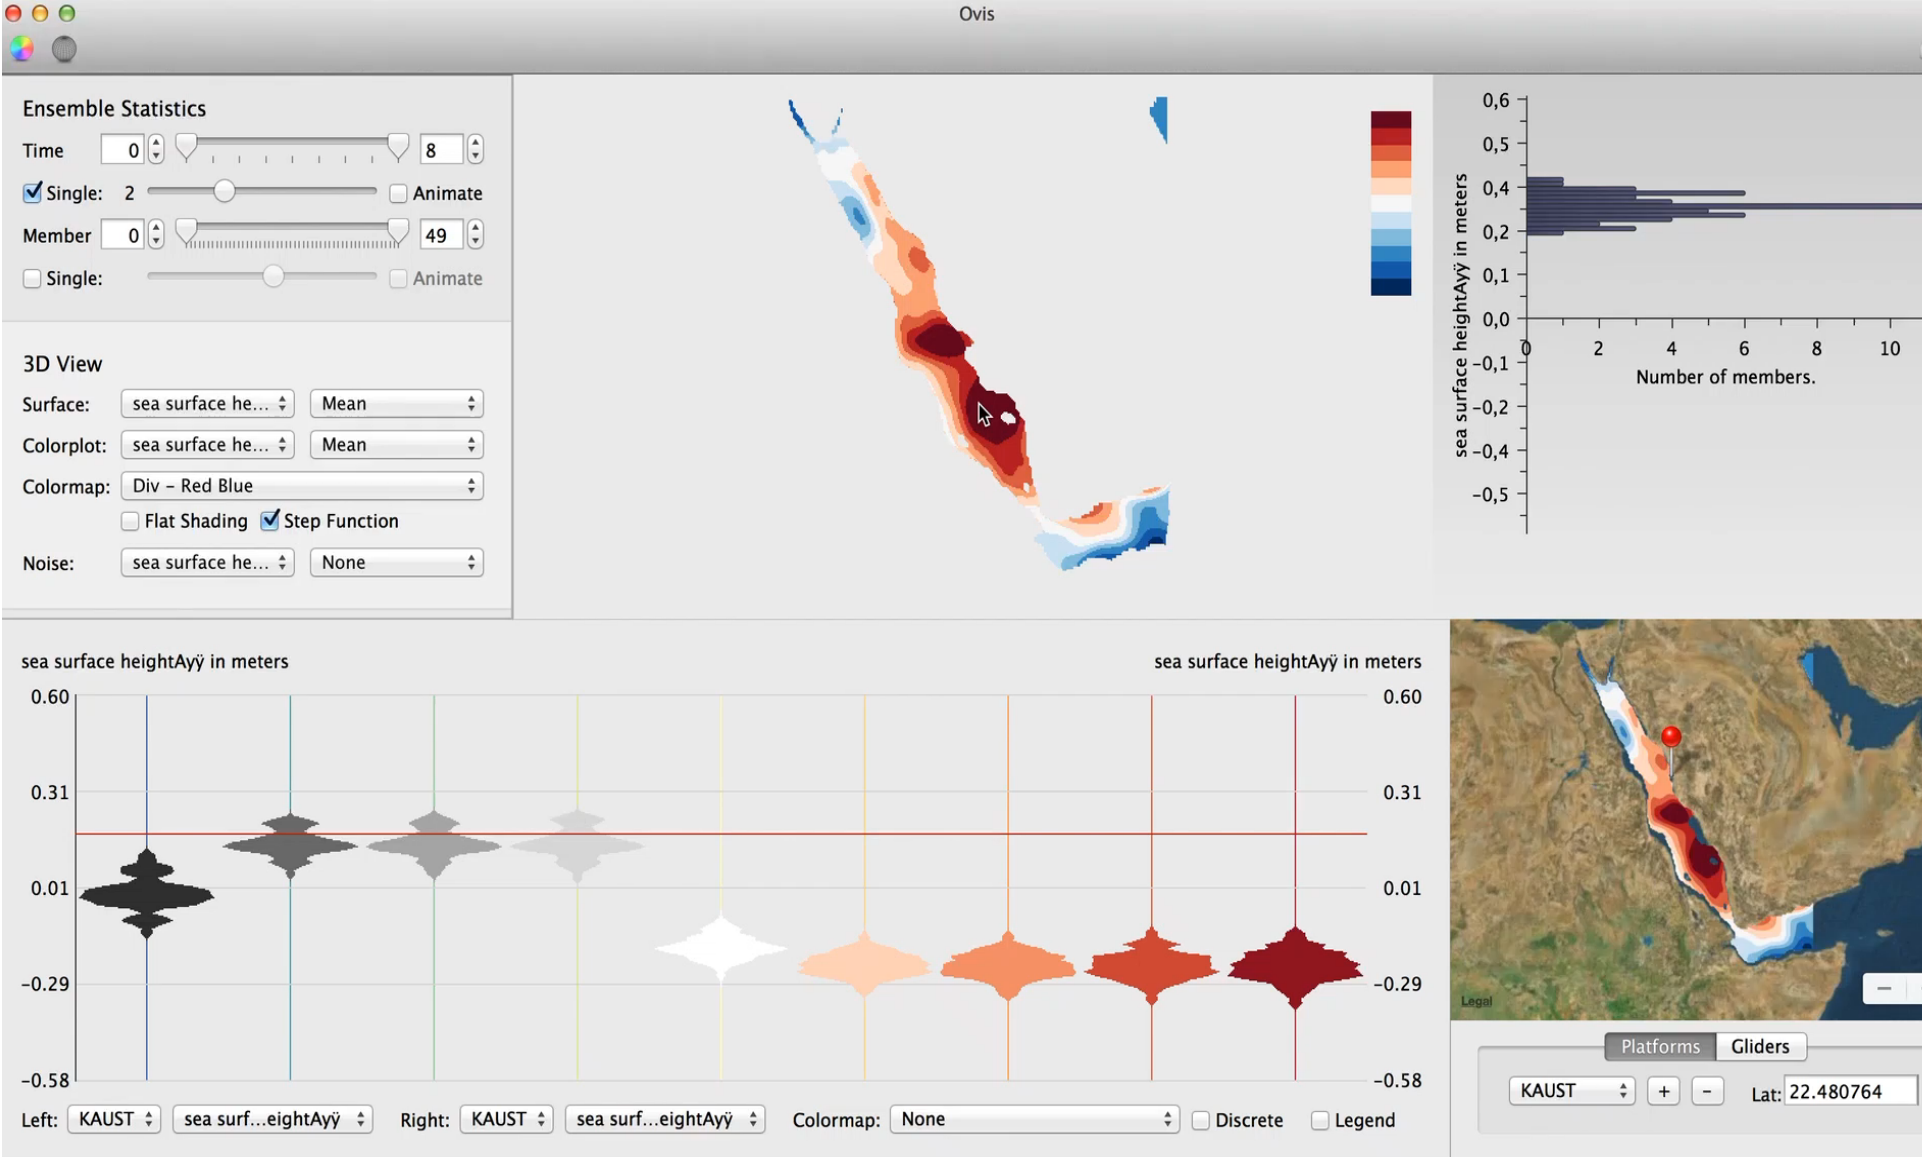 Ovis
Ensemble Statistics
Time 0 8
Single: 2 Animate
Member 0 49
Single: Animate
3D View
Surface: sea surface he... Mean
Colorplot: sea surface he... Mean
Colormap: Div – Red Blue
Flat Shading Step Function
Noise: sea surface he... None
sea surface heightAyÿ in meters
0,6
0,5
0,4
0,2
0,1
0,0
-0,1
-0,2
-0,4
-0,5
0 2 4 6 8 10
Number of members.
sea surface heightAyÿ in meters
sea surface heightAyÿ in meters
0.60 0.60
0.31 0.31
0.01 0.01
-0.29 -0.29
-0.58 -0.58
Left: KAUST sea surf...eightAyÿ Right: KAUST sea surf...eightAyÿ Colormap: None Discrete Legend
Legal
Platforms Gliders
KAUST + - Lat: 22.480764